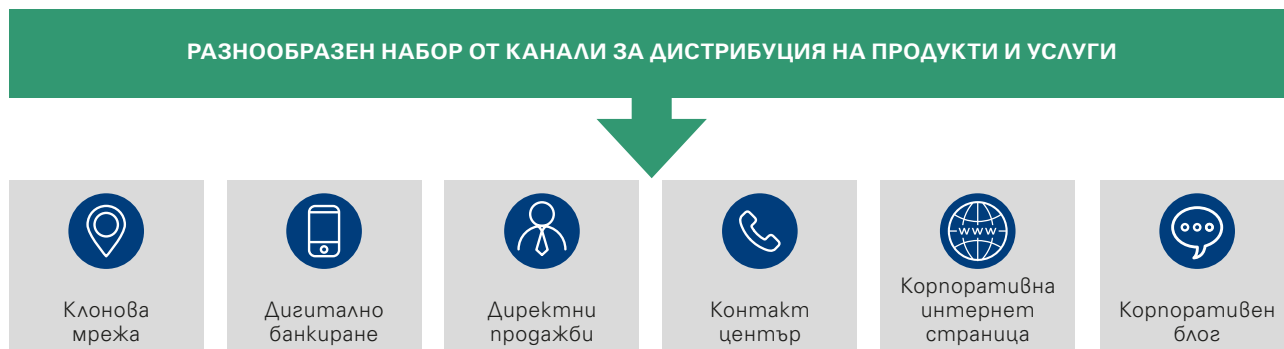 РАЗНООБРАЗЕН НАБОР ОТ КАНАЛИ ЗА ДИСТРИБУЦИЯ НА ПРОДУКТИ И УСЛУГИ
Клонова
мрежа
Дигитално
банкиране
Директни
продажби
Контакт
център
www
Корпоративна
интернет
страница
Корпоративен
блог